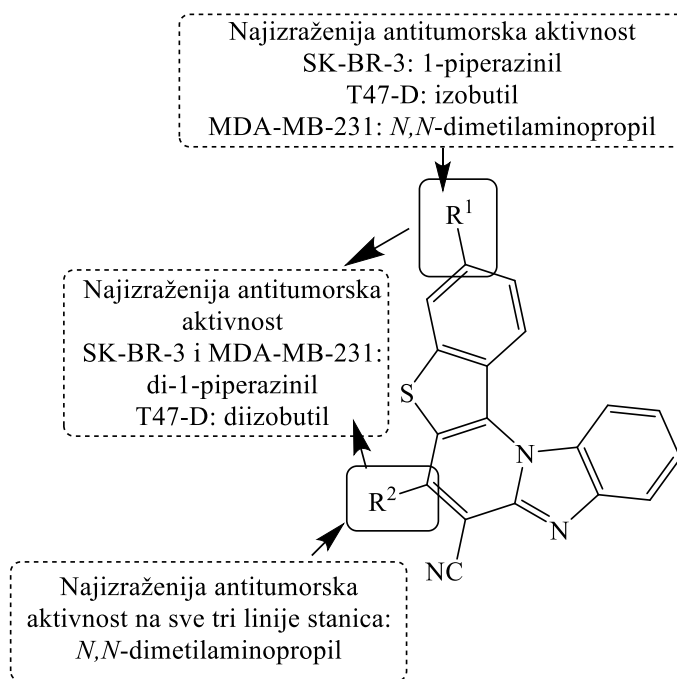 Najizraženija antitumorska aktivnost
SK-BR-3: 1-piperazinil
T47-D: izobutil
MDA-MB-231: N,N-dimetilaminopropil
R¹
Najizraženija antitumorska
aktivnost
SK-BR-3 i MDA-MB-231:
di-1-piperazinil
T47-D: diizobutil
S
N
R²
N
NC
Najizraženija antitumorska
aktivnost na sve tri linije stanica:
N,N-dimetilaminopropil